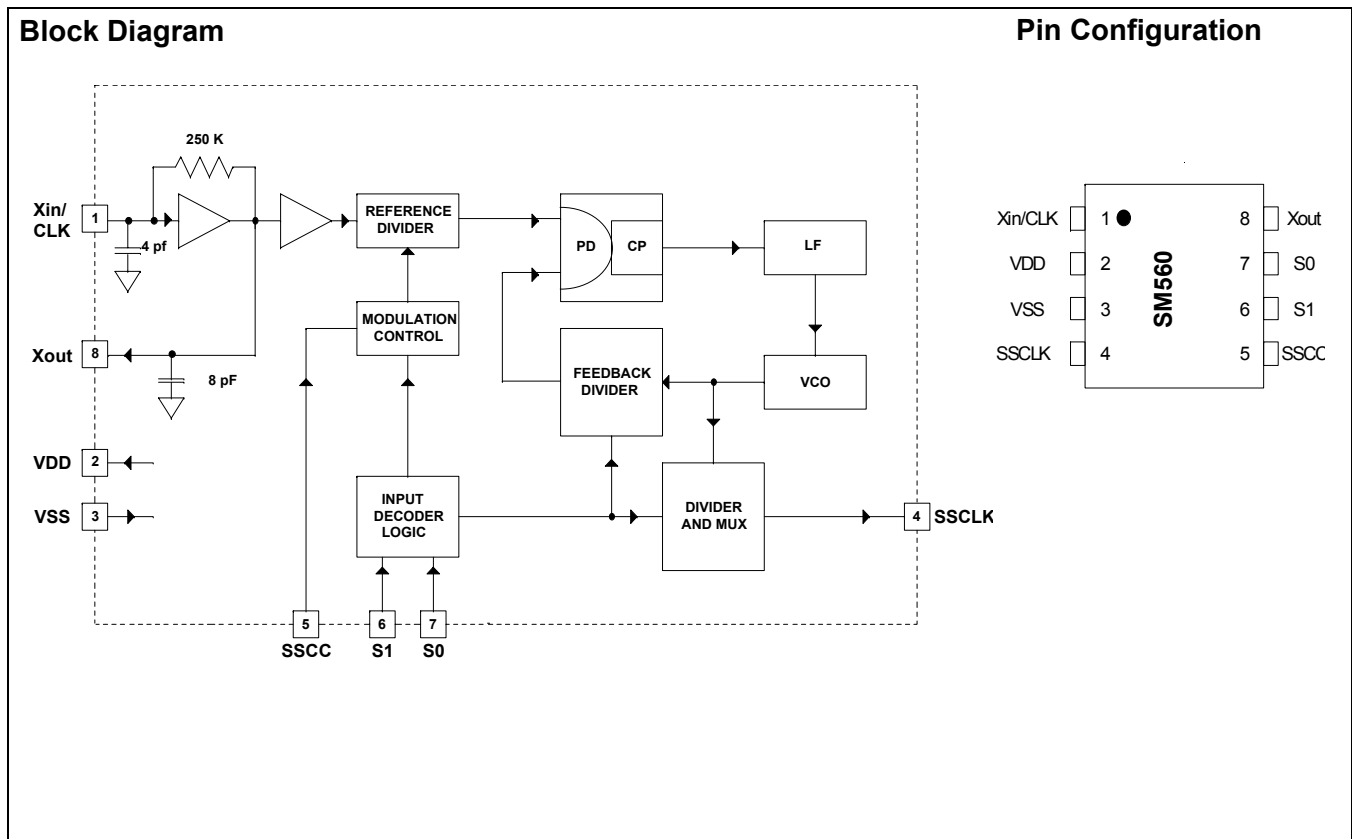 Block Diagram
Pin Configuration
250 K
Xin/
CLK
1
4 pf
REFERENCE
DIVIDER
PD
CP
LF
MODULATION
CONTROL
Xout
8
8 pF
FEEDBACK
DIVIDER
VCO
VDD
2
VSS
3
INPUT
DECODER
LOGIC
DIVIDER
AND MUX
4
SSCLK
5
6
7
SSCC
S1
S0
Xin/CLK
1
8
Xout
VDD
2
7
S0
VSS
3
6
S1
SSCLK
4
5
SSCC
SM560